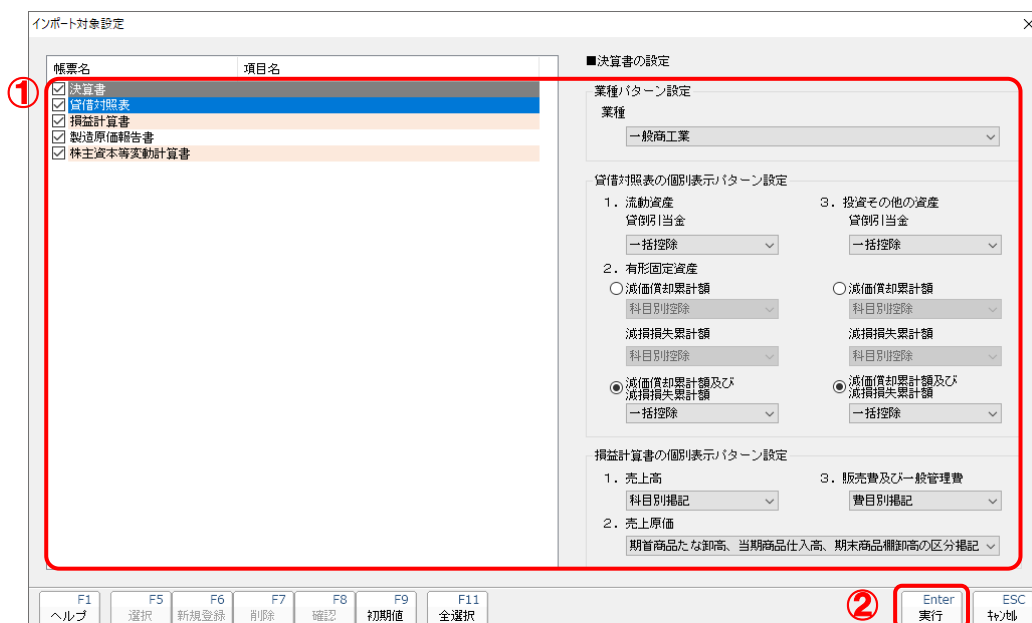 インポート対象設定
×
帳票名 項目名
①
決算書
貸借対照表
損益計算書
製造原価報告書
株主資本等変動計算書
■決算書の設定
業種パターン設定
業種
一般商工業
貸借対照表の個別表示パターン設定
1．流動資産
貸倒引当金
一括控除
3．投資その他の資産
貸倒引当金
一括控除
2．有形固定資産
減価償却累計額
科目別控除
減損損失累計額
科目別控除
減価償却累計額及び
減損損失累計額
一括控除
減価償却累計額
科目別控除
減損損失累計額
科目別控除
減価償却累計額及び
減損損失累計額
一括控除
損益計算書の個別表示パターン設定
1．売上高
科目別掲記
3．販売費及び一般管理費
費目別掲記
2．売上原価
期首商品たな卸高、当期商品仕入高、期末商品棚卸高の区分掲記
F1
ヘルプ
F5
選択
F6
新規登録
F7
削除
F8
確認
F9
初期値
F11
全選択
②
Enter
実行
ESC
ｷｬﾝｾﾙ